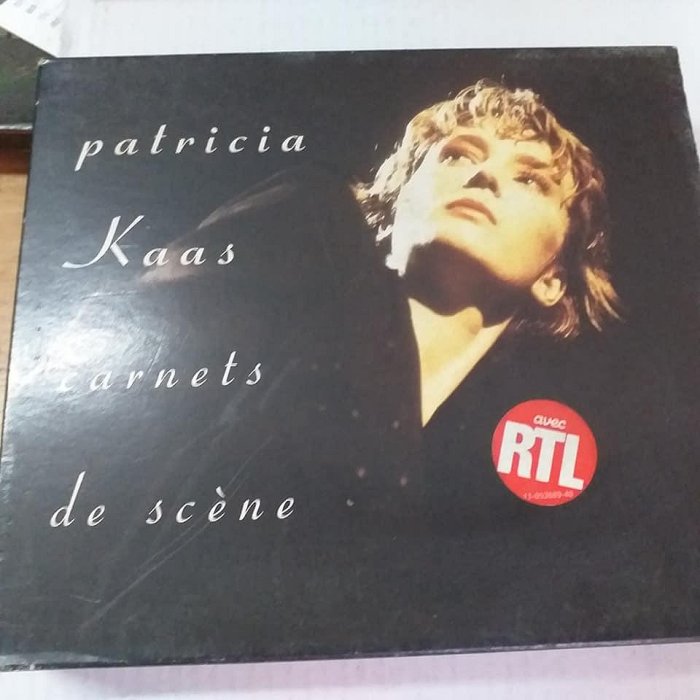 patricia
Kaas
carnets
de scène
avec
RTL